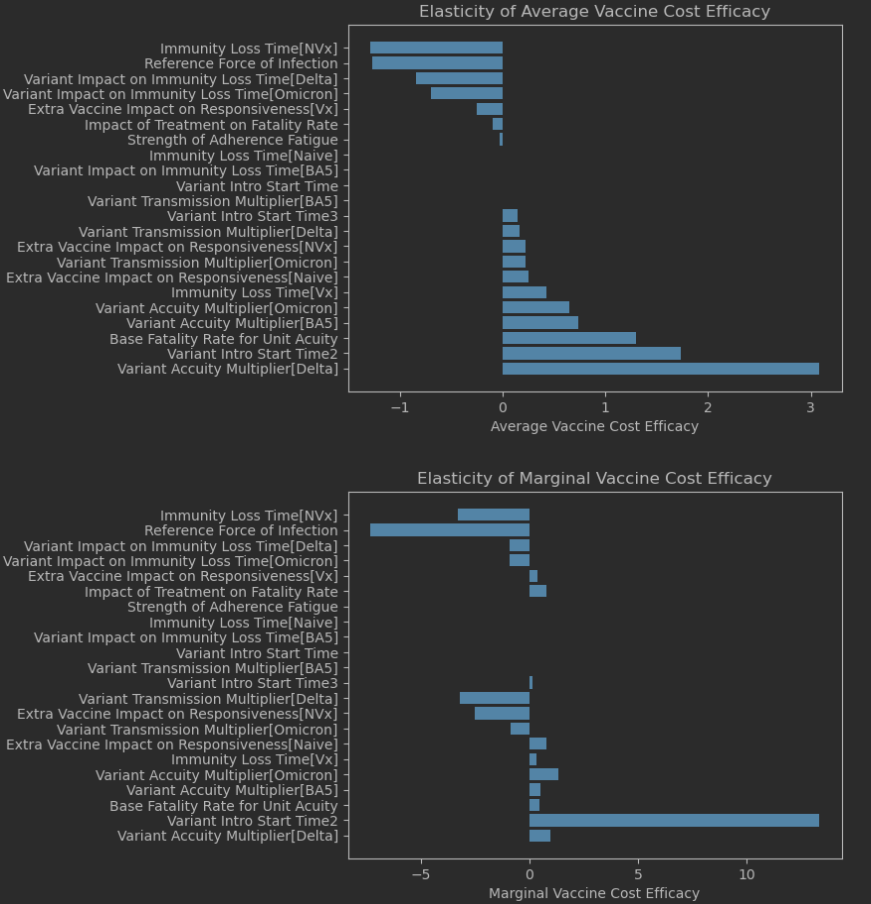 Elasticity of Average Vaccine Cost Efficacy
Immunity Loss Time[NVx]
Reference Force of Infection
Variant Impact on Immunity Loss Time[Delta]
Variant Impact on Immunity Loss Time[Omicron]
Extra Vaccine Impact on Responsiveness[Vx]
Impact of Treatment on Fatality Rate
Strength of Adherence Fatigue
Immunity Loss Time[Naive]
Variant Impact on Immunity Loss Time[BA5]
Variant Intro Start Time
Variant Transmission Multiplier[BA5]
Variant Intro Start Time3
Variant Transmission Multiplier[Delta]
Extra Vaccine Impact on Responsiveness[NVx]
Variant Transmission Multiplier[Omicron]
Extra Vaccine Impact on Responsiveness[Naive]
Immunity Loss Time[Vx]
Variant Accuity Multiplier[Omicron]
Variant Accuity Multiplier[BA5]
Base Fatality Rate for Unit Acuity
Variant Intro Start Time2
Variant Accuity Multiplier[Delta]
−1 0 1 2 3
Average Vaccine Cost Efficacy
Elasticity of Marginal Vaccine Cost Efficacy
Immunity Loss Time[NVx]
Reference Force of Infection
Variant Impact on Immunity Loss Time[Delta]
Variant Impact on Immunity Loss Time[Omicron]
Extra Vaccine Impact on Responsiveness[Vx]
Impact of Treatment on Fatality Rate
Strength of Adherence Fatigue
Immunity Loss Time[Naive]
Variant Impact on Immunity Loss Time[BA5]
Variant Intro Start Time
Variant Transmission Multiplier[BA5]
Variant Intro Start Time3
Variant Transmission Multiplier[Delta]
Extra Vaccine Impact on Responsiveness[NVx]
Variant Transmission Multiplier[Omicron]
Extra Vaccine Impact on Responsiveness[Naive]
Immunity Loss Time[Vx]
Variant Accuity Multiplier[Omicron]
Variant Accuity Multiplier[BA5]
Base Fatality Rate for Unit Acuity
Variant Intro Start Time2
Variant Accuity Multiplier[Delta]
−5 0 5 10
Marginal Vaccine Cost Efficacy